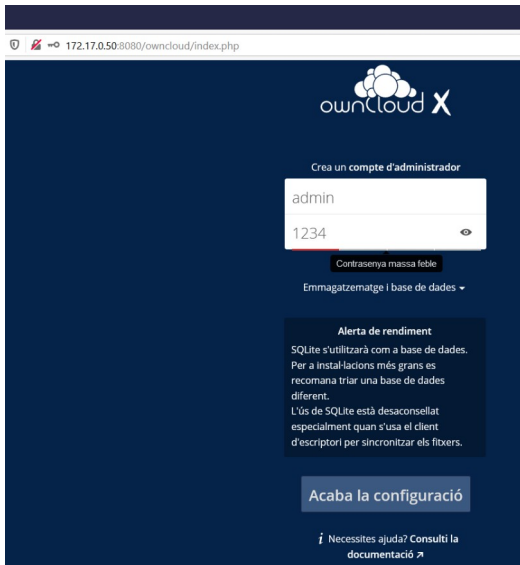 172.17.0.50:8080/owncloud/index.php
ownCloud X
Crea un compte d'administrador
admin
1234
Contrasenya massa feble
Emmagatzematge i base de dades
Alerta de rendiment
SQLite s'utilitzarà com a base de dades.
Per a instal·lacions més grans es
recomana triar una base de dades
diferent.
L'ús de SQLite està desaconsellat
especialment quan s'usa el client
d'escriptori per sincronitzar els fitxers.
Acaba la configuració
i Necessites ajuda? Consulti la
documentació